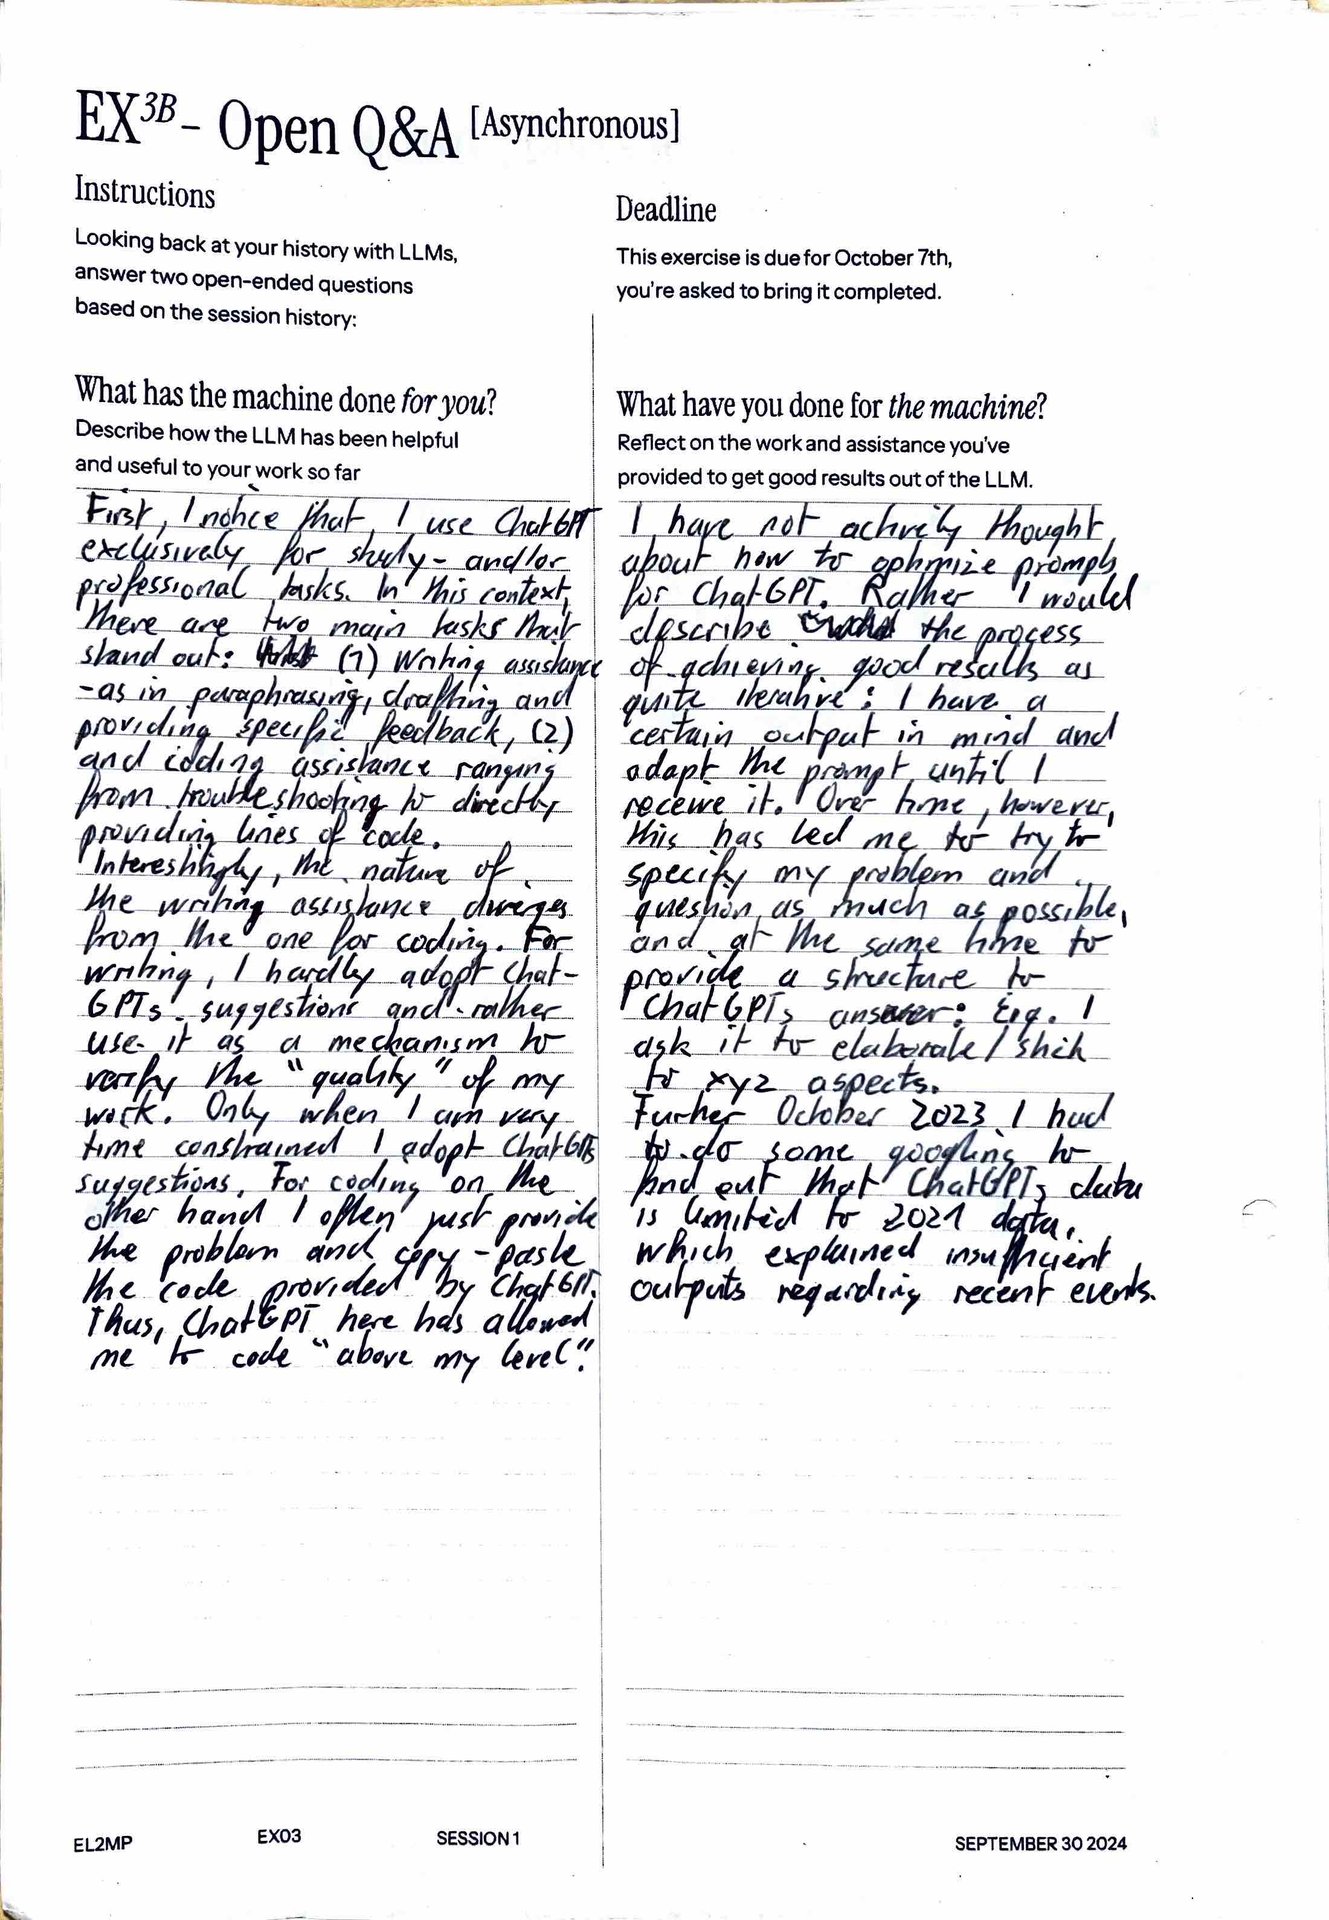 EX3B - Open Q&A [Asynchronous]
Instructions
Looking back at your history with LLMs,
answer two open-ended questions
based on the session history:
Deadline
This exercise is due for October 7th,
you're asked to bring it completed.
What has the machine done for you?
Describe how the LLM has been helpful
and useful to your work so far
First, I notice that I use ChatGPT
exclusively for study- and/or
professional tasks. In this context,
there are two main tasks that
stand out: (1) Writing assistance
-as in paraphrasing, drafting and
providing specific feedback, (2)
and coding assistance ranging
from troubleshooting to directly
providing lines of code.
Interestingly, the nature of
the writing assistance diverges
from the one for coding. For
writing, I hardly adopt Chat-
GPTs suggestions and rather
use it as a mechanism to
verify the "quality" of my
work. Only when I am very
time constrained I adopt ChatGPTs
suggestions. For coding on the
other hand I often just provide
the problem and copy-paste
the code provided by ChatGPT.
Thus, ChatGPT here has allowed
me to code "above my level".
What have you done for the machine?
Reflect on the work and assistance you've
provided to get good results out of the LLM.
I have not actively thought
about how to optimize prompts
for ChatGPT. Rather I would
describe the process
of achieving good results as
quite iterative: I have a
certain output in mind and
adapt the prompt until I
receive it. Over time, however,
this has led me to try to
specify my problem and
question as much as possible,
and at the same time to
provide a structure to
ChatGPTs answer: E.g. I
ask it to elaborate/stick
to xyz aspects.
Furher October 2023 I had
to do some googling to
find out that ChatGPTs data
is limited to 2021 data,
which explained insufficient
outputs regarding recent events.
EL2MP
EX03
SESSION 1
SEPTEMBER 30 2024